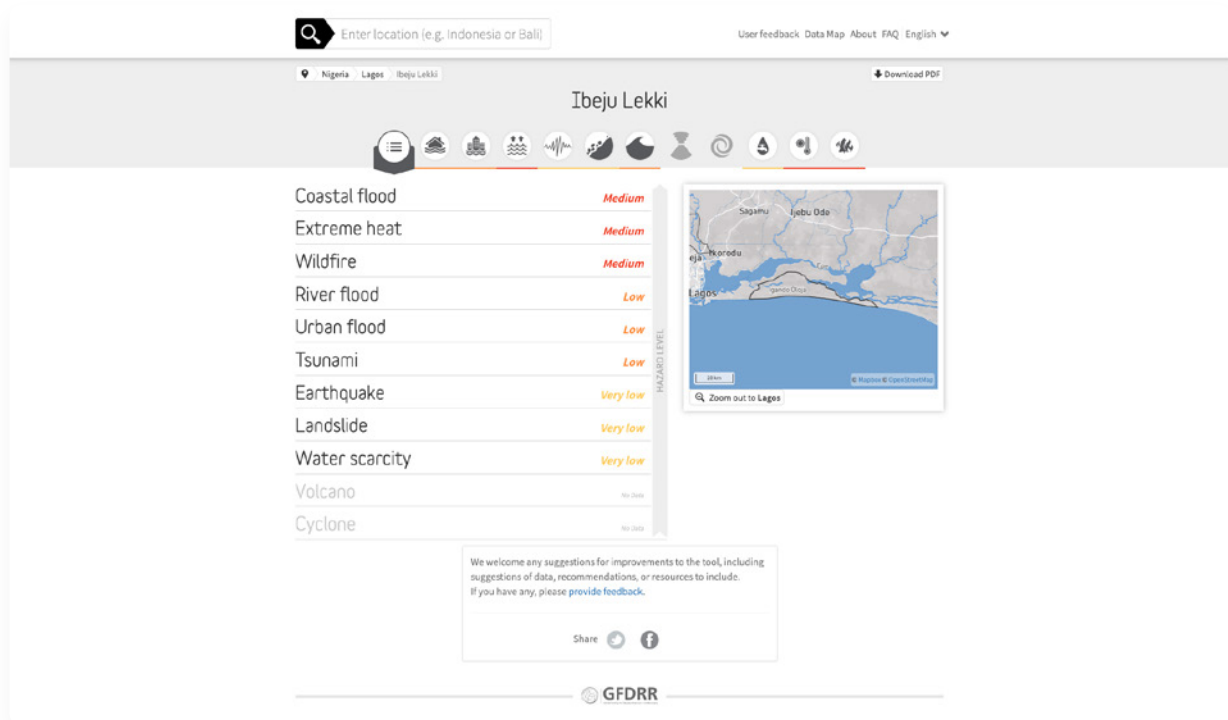 Enter location (e.g. Indonesia or Bali)
User feedback Data Map About FAQ English
Nigeria Lagos Ibeju Lekki
Download PDF
Ibeju Lekki
Coastal flood Medium
Extreme heat Medium
Wildfire Medium
River flood Low
Urban flood Low
Tsunami Low
Earthquake Very low
Landslide Very low
Water scarcity Very low
Volcano No Data
Cyclone No Data
HAZARD LEVEL
Sagamu Ijebu Ode
Ikorodu
eja
Lagos
© Mapbox © OpenStreetMap
Zoom out to Lagos
We welcome any suggestions for improvements to the tool, including
suggestions of data, recommendations, or resources to include.
If you have any, please provide feedback.
Share
GFDRR